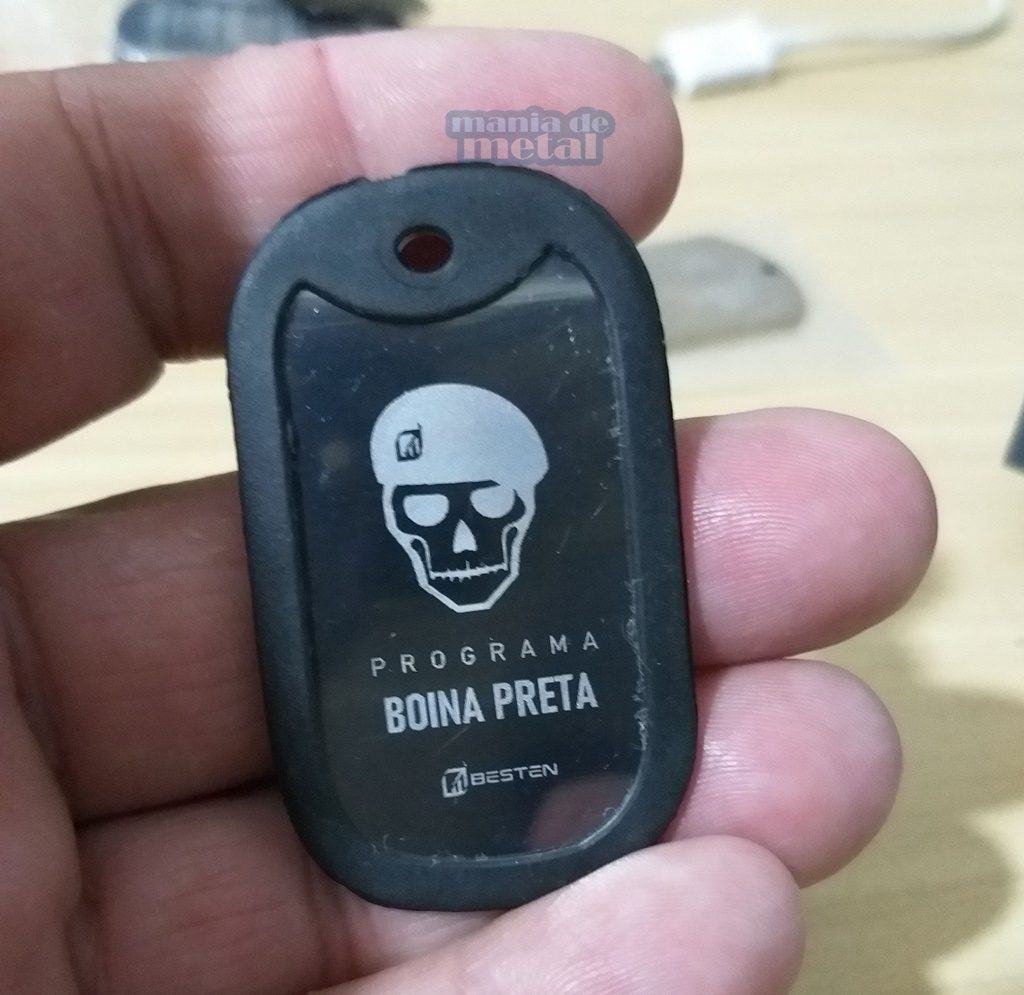 mania de
metal
PROGRAMA
BOINA PRETA
BESTEN